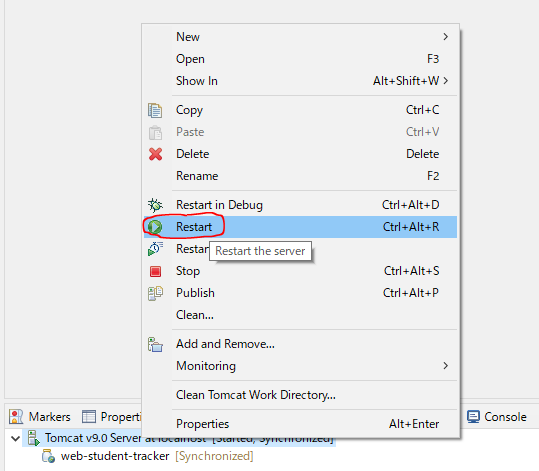 New
Open F3
Show In Alt+Shift+W
Copy Ctrl+C
Paste Ctrl+V
Delete Delete
Rename F2
Restart in Debug Ctrl+Alt+D
Restart Ctrl+Alt+R
Restar
Restart the server
Stop Ctrl+Alt+S
Publish Ctrl+Alt+P
Clean...
Add and Remove...
Monitoring
Clean Tomcat Work Directory...
Properties Alt+Enter
Markers Properti Console
Tomcat v9.0 Server at localhost [Started, Synchronized]
web-student-tracker [Synchronized]